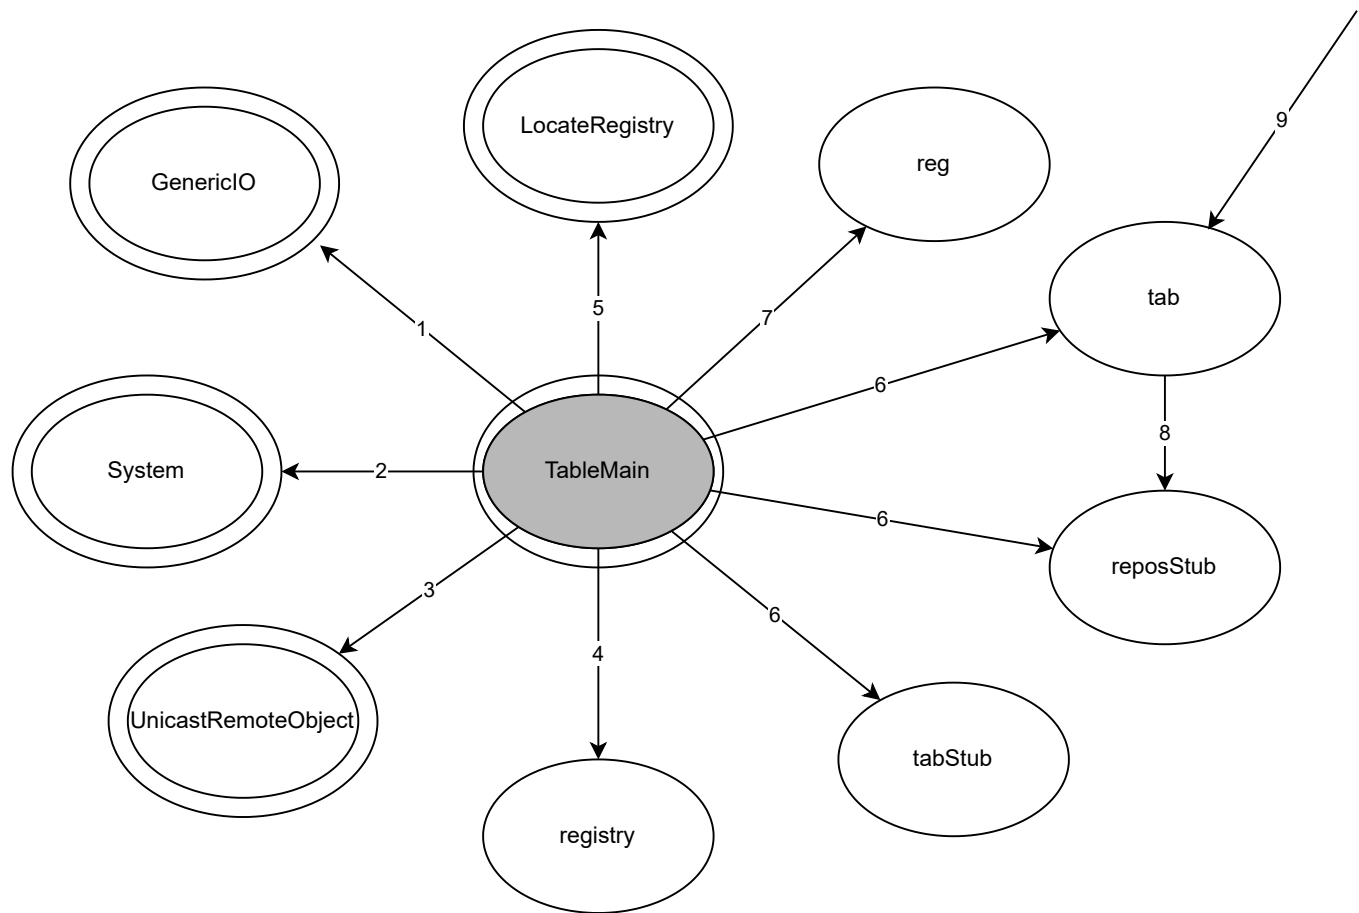 LocateRegistry
9
reg
GenericIO
tab
5
7
1
6
8
System
2
TableMain
6
reposStub
3
6
4
UnicastRemoteObject
tabStub
registry